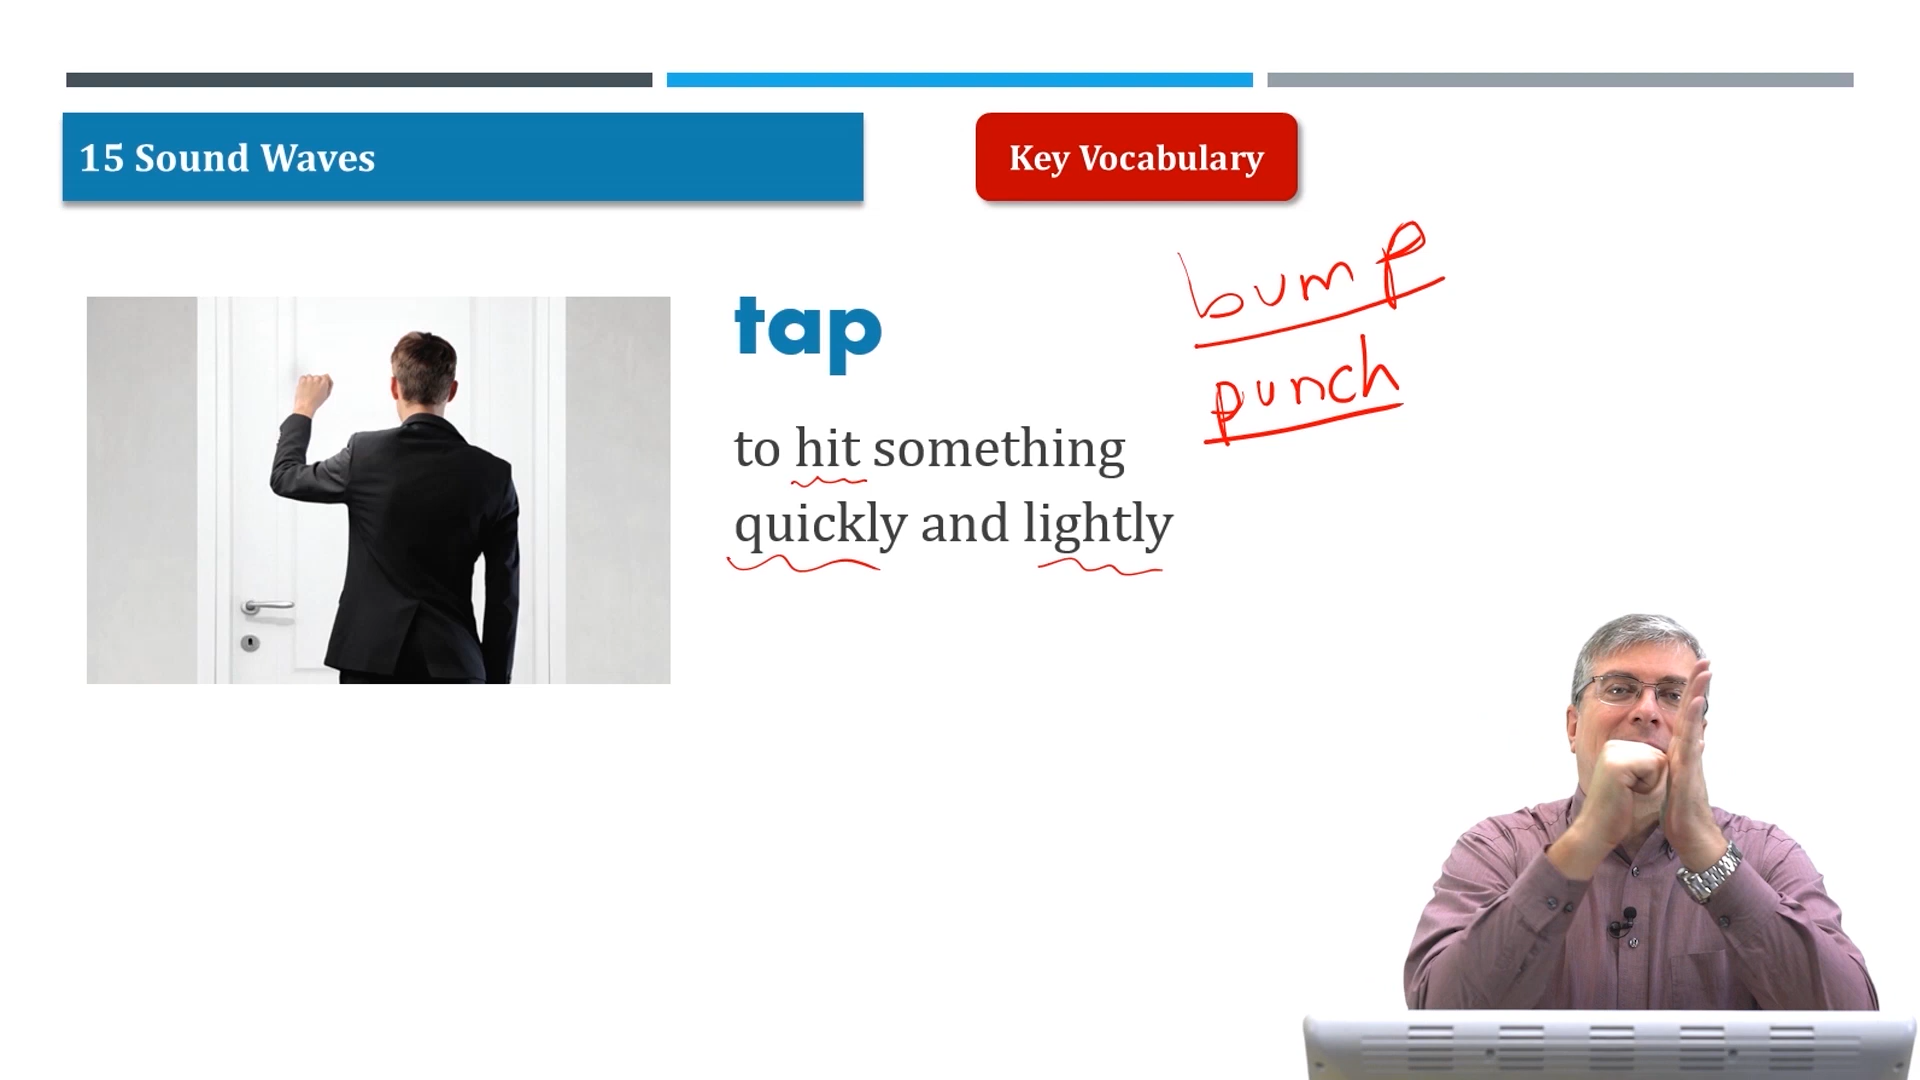 15 Sound Waves
Key Vocabulary
tap
to hit something
quickly and lightly
bump
punch